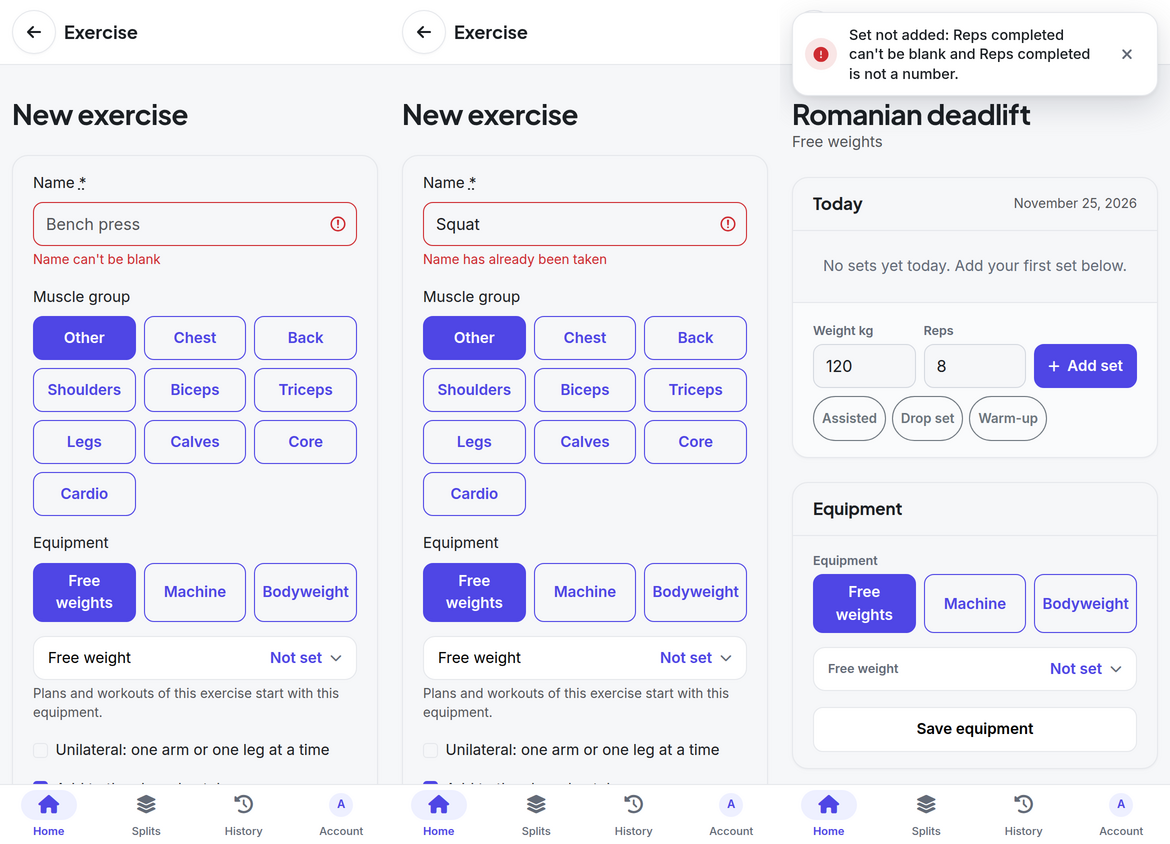 Exercise
New exercise
Name *
Bench press
Name can't be blank
Muscle group
Other
Chest
Back
Shoulders
Biceps
Triceps
Legs
Calves
Core
Cardio
Equipment
Free
weights
Machine
Bodyweight
Free weight
Not set
Plans and workouts of this exercise start with this
equipment.
Unilateral: one arm or one leg at a time
Home
Splits
History
A
Account
Exercise
New exercise
Name *
Squat
Name has already been taken
Muscle group
Other
Chest
Back
Shoulders
Biceps
Triceps
Legs
Calves
Core
Cardio
Equipment
Free
weights
Machine
Bodyweight
Free weight
Not set
Plans and workouts of this exercise start with this
equipment.
Unilateral: one arm or one leg at a time
Home
Splits
History
A
Account
Set not added: Reps completed
can't be blank and Reps completed
is not a number.
Romanian deadlift
Free weights
Today
November 25, 2026
No sets yet today. Add your first set below.
Weight kg
Reps
120
8
+ Add set
Assisted
Drop set
Warm-up
Equipment
Equipment
Free
weights
Machine
Bodyweight
Free weight
Not set
Save equipment
Home
Splits
History
A
Account